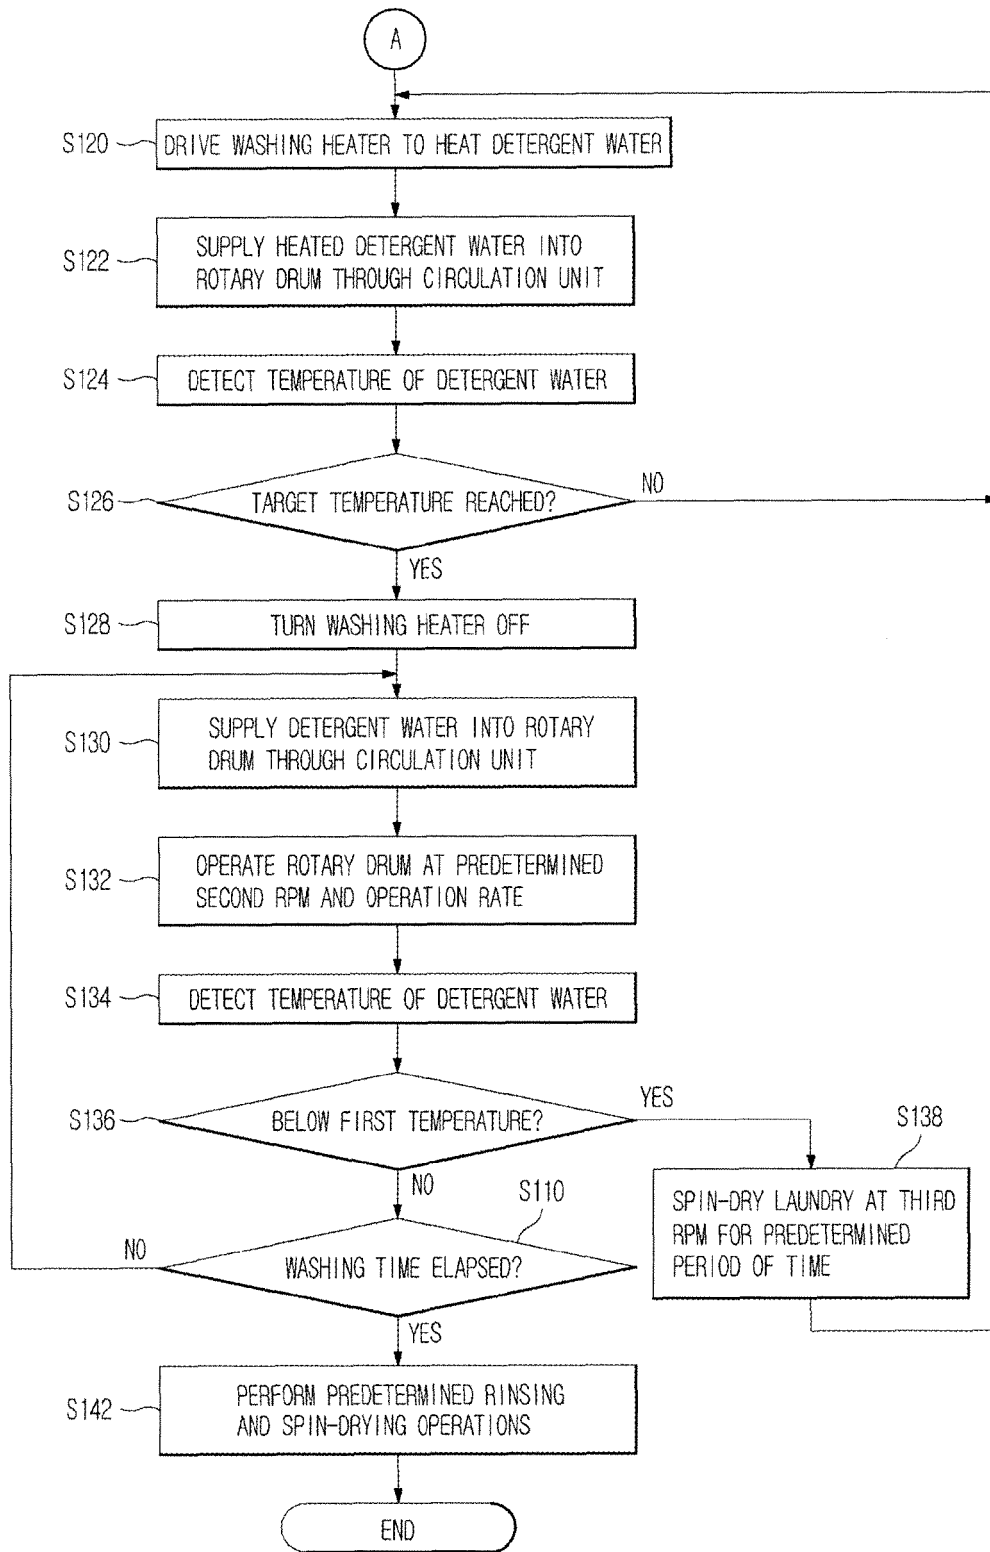 A
S120
DRIVE WASHING HEATER TO HEAT DETERGENT WATER
S122
SUPPLY HEATED DETERGENT WATER INTO
ROTARY DRUM THROUGH CIRCULATION UNIT
S124
DETECT TEMPERATURE OF DETERGENT WATER
S126
TARGET TEMPERATURE REACHED?
NO
YES
S128
TURN WASHING HEATER OFF
S130
SUPPLY DETERGENT WATER INTO ROTARY
DRUM THROUGH CIRCULATION UNIT
S132
OPERATE ROTARY DRUM AT PREDETERMINED
SECOND RPM AND OPERATION RATE
S134
DETECT TEMPERATURE OF DETERGENT WATER
S136
BELOW FIRST TEMPERATURE?
YES
NO
S138
SPIN-DRY LAUNDRY AT THIRD
RPM FOR PREDETERMINED
PERIOD OF TIME
S110
WASHING TIME ELAPSED?
NO
YES
S142
PERFORM PREDETERMINED RINSING
AND SPIN-DRYING OPERATIONS
END